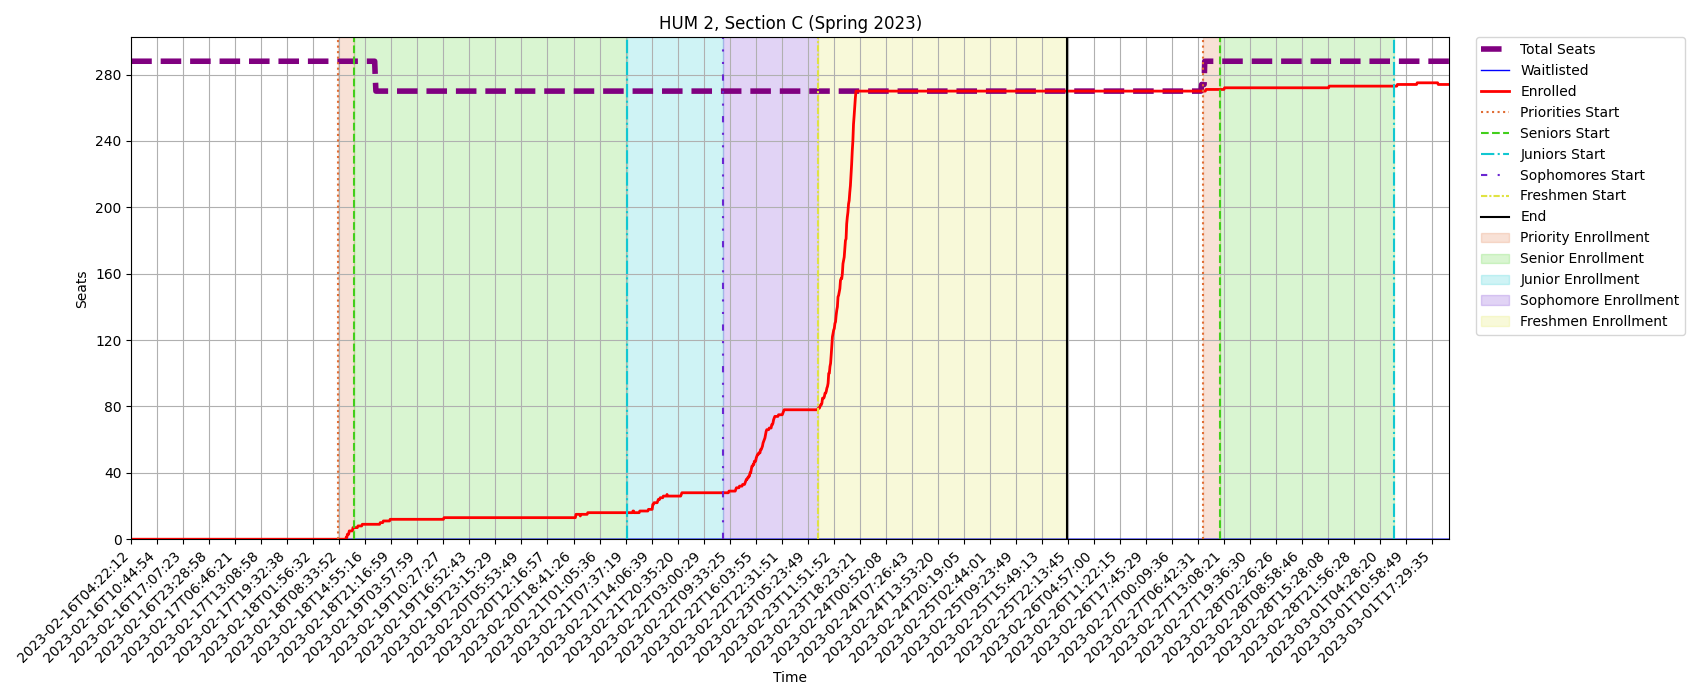 HUM 2, Section C (Spring 2023)
Seats
280
240
200
160
120
80
40
0
2023-02-16T04:22:12
2023-02-16T10:44:54
2023-02-16T17:07:23
2023-02-16T23:28:58
2023-02-17T06:46:21
2023-02-17T13:08:58
2023-02-17T19:32:38
2023-02-18T01:56:32
2023-02-18T08:33:52
2023-02-18T14:55:16
2023-02-18T21:16:59
2023-02-19T03:57:59
2023-02-19T10:27:27
2023-02-19T16:52:43
2023-02-19T23:15:29
2023-02-20T05:53:49
2023-02-20T12:16:57
2023-02-20T18:41:26
2023-02-21T01:05:36
2023-02-21T07:37:19
2023-02-21T14:06:39
2023-02-21T20:35:20
2023-02-22T03:00:29
2023-02-22T09:33:25
2023-02-22T16:03:55
2023-02-22T22:31:51
2023-02-23T05:23:49
2023-02-23T11:51:52
2023-02-23T18:23:21
2023-02-24T00:52:08
2023-02-24T07:26:43
2023-02-24T13:53:20
2023-02-24T20:19:05
2023-02-25T02:44:01
2023-02-25T09:23:49
2023-02-25T15:49:13
2023-02-25T22:13:45
2023-02-26T04:57:00
2023-02-26T11:22:15
2023-02-26T17:45:29
2023-02-27T00:09:36
2023-02-27T06:42:31
2023-02-27T13:08:21
2023-02-27T19:36:30
2023-02-28T02:26:26
2023-02-28T08:58:46
2023-02-28T15:28:08
2023-02-28T21:56:28
2023-03-01T04:28:20
2023-03-01T10:58:49
2023-03-01T17:29:35
Time
Total Seats
Waitlisted
Enrolled
Priorities Start
Seniors Start
Juniors Start
Sophomores Start
Freshmen Start
End
Priority Enrollment
Senior Enrollment
Junior Enrollment
Sophomore Enrollment
Freshmen Enrollment